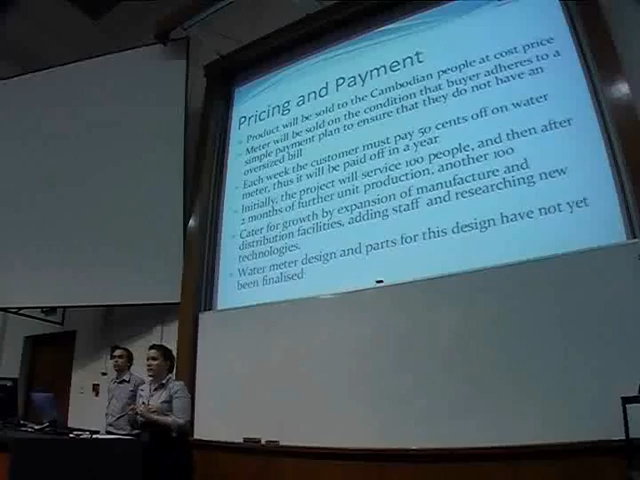 Pricing and Payment
Product will be sold to the Cambodian people at cost price
Meter will be sold on the condition that buyer adheres to a
simple payment plan to ensure that they do not have an
oversized bill
Each week the customer must pay 50 cents off on water
meter, thus it will be paid off in a year
Initially, the project will service 100 people, and then after
2 months of further unit production, another 100
Cater for growth by expansion of manufacture and
distribution facilities, adding staff and researching new
technologies.
Water meter design and parts for this design have not yet
been finalised